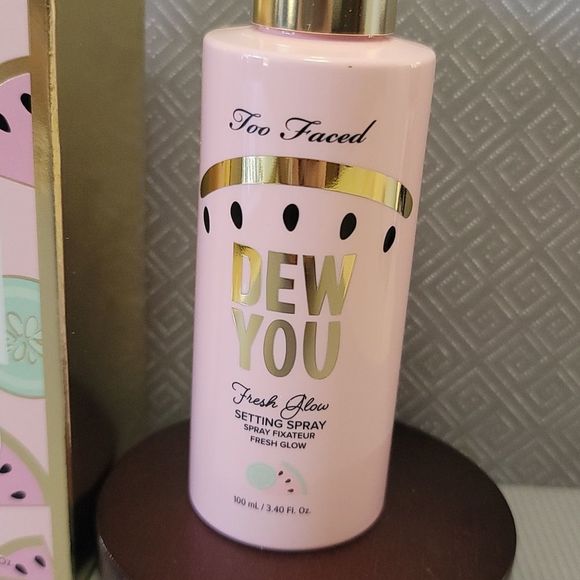 Too Faced
DEW
YOU
Fresh Glow
SETTING SPRAY
SPRAY FIXATEUR
FRESH GLOW
100 mL / 3.40 Fl. Oz.